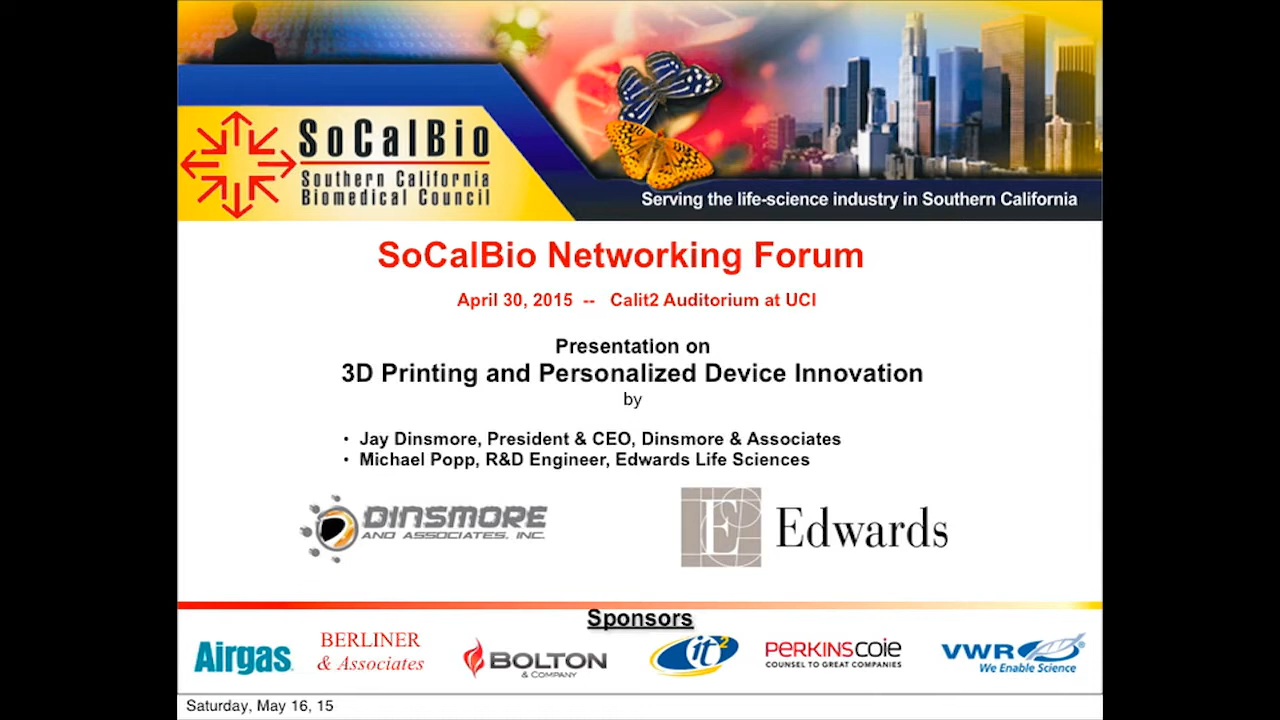 SoCalBio
Southern California
Biomedical Council
Serving the life-science industry in Southern California
SoCalBio Networking Forum
April 30, 2015 -- Calit2 Auditorium at UCI
Presentation on
3D Printing and Personalized Device Innovation
by
• Jay Dinsmore, President & CEO, Dinsmore & Associates
• Michael Popp, R&D Engineer, Edwards Life Sciences
DINSMORE
AND ASSOCIATES, INC.
E Edwards
Sponsors
Airgas
BERLINER
& Associates
BOLTON
& COMPANY
it2
PERKINS coie
COUNSEL TO GREAT COMPANIES
VWR
We Enable Science
Saturday, May 16, 15